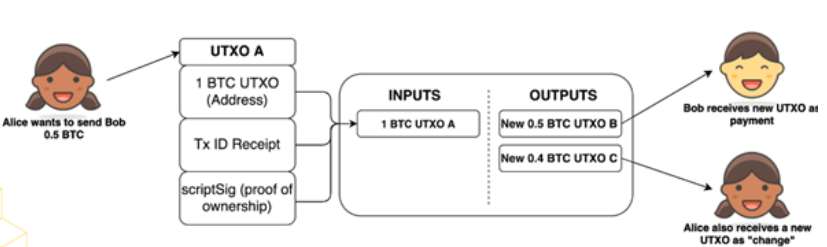 Alice wants to send Bob
0.5 BTC
UTXO A
1 BTC UTXO
(Address)
Tx ID Receipt
scriptSig (proof of
ownership)
INPUTS
1 BTC UTXO A
OUTPUTS
New 0.5 BTC UTXO B
New 0.4 BTC UTXO C
Bob receives new UTXO as
payment
Alice also receives a new
UTXO as "change"